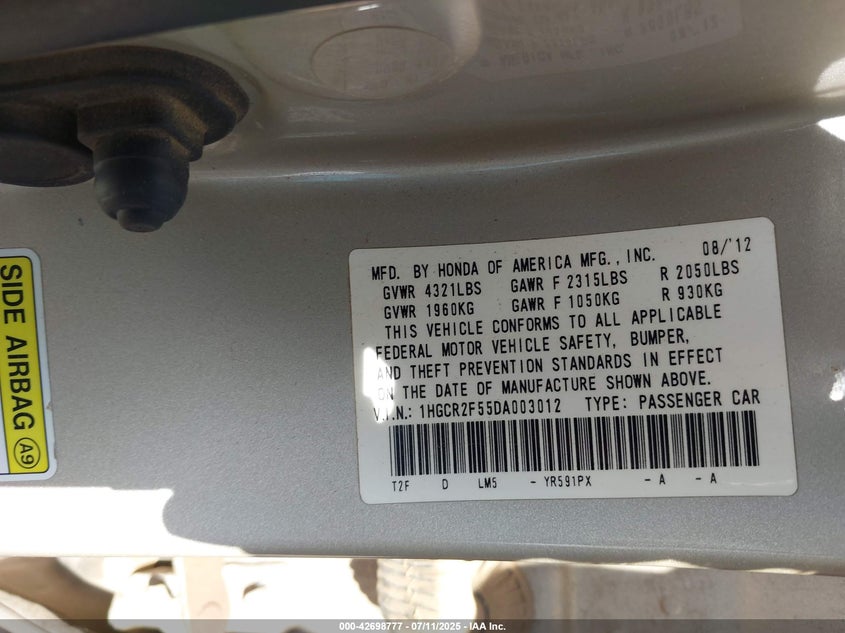 MFD. BY HONDA OF AMERICA MFG., INC. 08/'12
GVWR 4321LBS GAWR F 2315LBS R 2050LBS
GVWR 1960KG GAWR F 1050KG R 930KG
THIS VEHICLE CONFORMS TO ALL APPLICABLE
FEDERAL MOTOR VEHICLE SAFETY, BUMPER,
AND THEFT PREVENTION STANDARDS IN EFFECT
ON THE DATE OF MANUFACTURE SHOWN ABOVE.
V.I.N.: 1HGCR2F55DA003012 TYPE: PASSENGER CAR
T2F D LM5 - YR591PX - A - A
SIDE AIRBAG A9
000-42698777 - 07/11/2025 - IAA Inc.